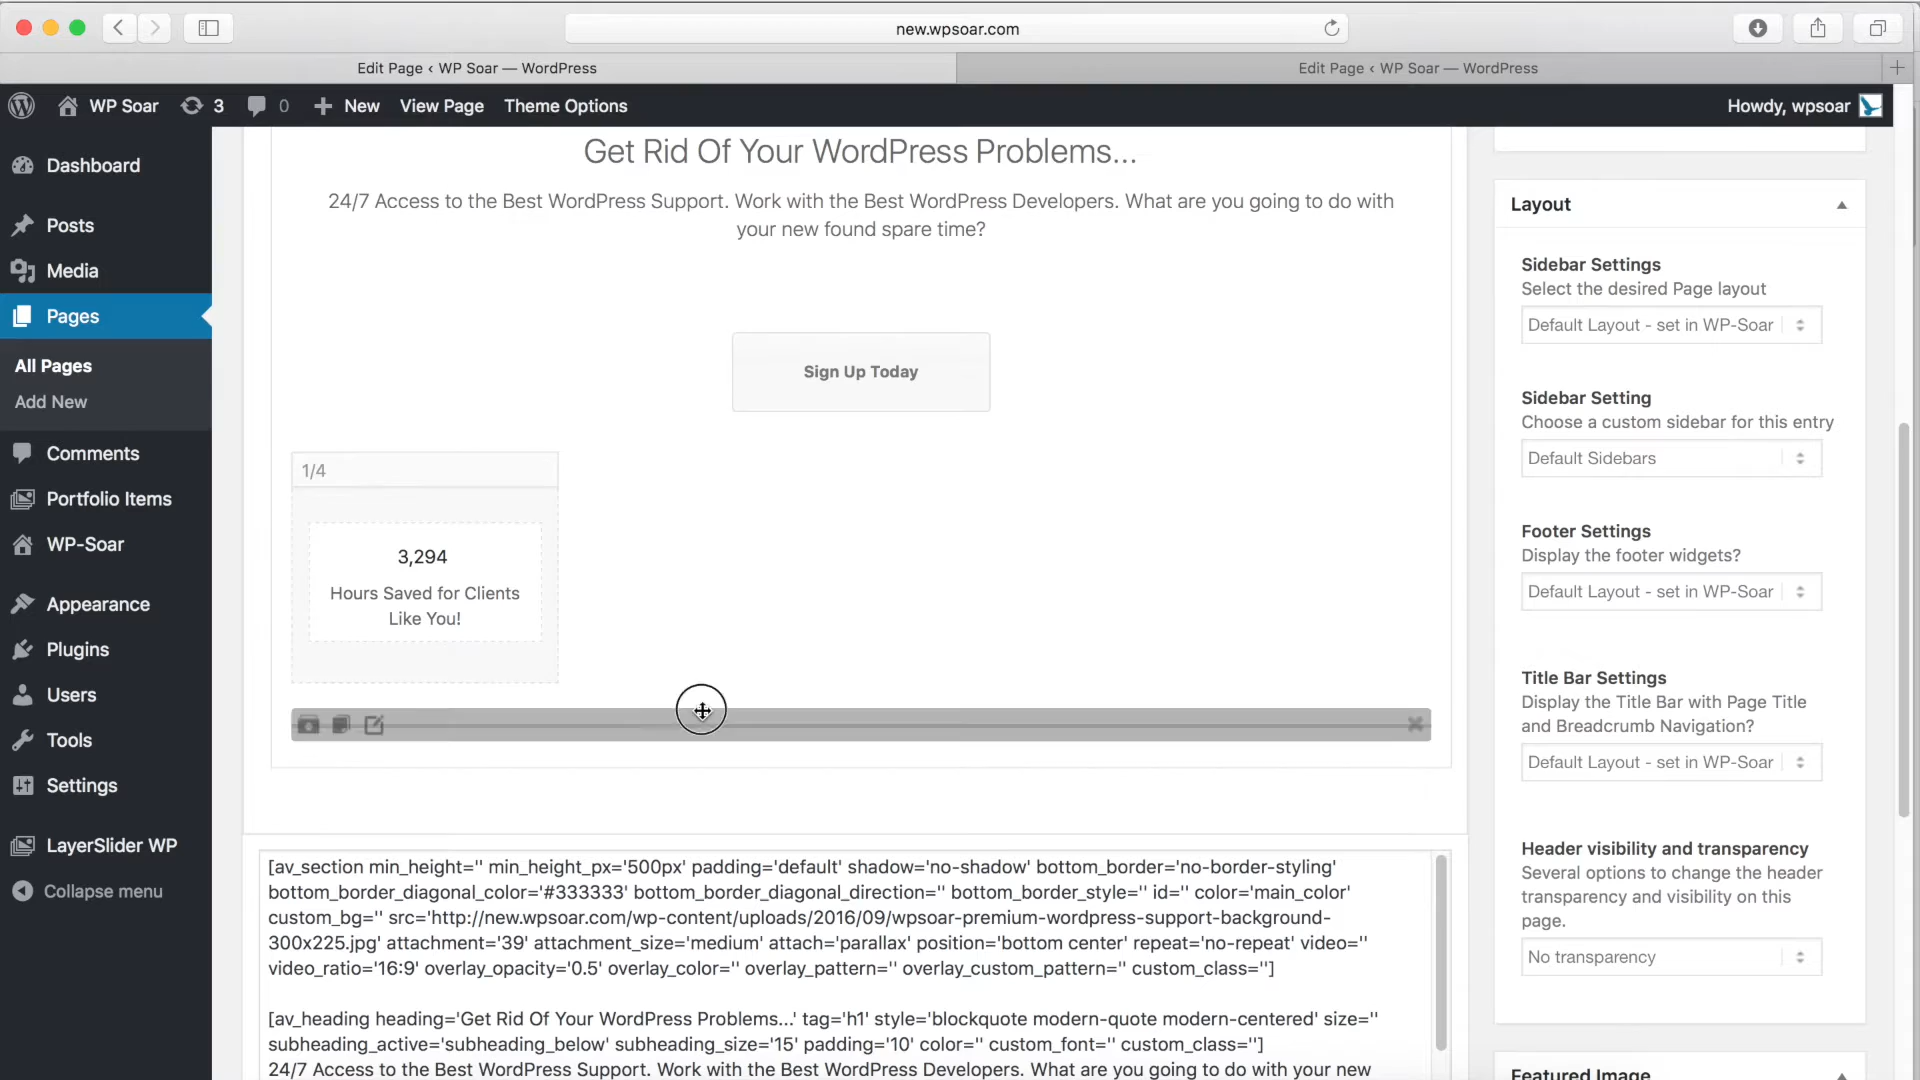 new.wpsoar.com
Edit Page ‹ WP Soar — WordPress
Edit Page ‹ WP Soar — WordPress
WP Soar 3 0 New View Page Theme Options Howdy, wpsoar
Dashboard
Posts
Media
Pages
All Pages
Add New
Comments
Portfolio Items
WP-Soar
Appearance
Plugins
Users
Tools
Settings
LayerSlider WP
Collapse menu
Get Rid Of Your WordPress Problems...
24/7 Access to the Best WordPress Support. Work with the Best WordPress Developers. What are you going to do with
your new found spare time?
Sign Up Today
1/4
3,294
Hours Saved for Clients
Like You!
[av_section min_height='' min_height_px='500px' padding='default' shadow='no-shadow' bottom_border='no-border-styling'
bottom_border_diagonal_color='#333333' bottom_border_diagonal_direction='' bottom_border_style='' id='' color='main_color'
custom_bg='' src='http://new.wpsoar.com/wp-content/uploads/2016/09/wpsoar-premium-wordpress-support-background-
300x225.jpg' attachment='39' attachment_size='medium' attach='parallax' position='bottom center' repeat='no-repeat' video=''
video_ratio='16:9' overlay_opacity='0.5' overlay_color='' overlay_pattern='' overlay_custom_pattern='' custom_class='']
[av_heading heading='Get Rid Of Your WordPress Problems...' tag='h1' style='blockquote modern-quote modern-centered' size=''
subheading_active='subheading_below' subheading_size='15' padding='10' color='' custom_font='' custom_class='']
24/7 Access to the Best WordPress Support. Work with the Best WordPress Developers. What are you going to do with your new
Layout
Sidebar Settings
Select the desired Page layout
Default Layout - set in WP-Soar
Sidebar Setting
Choose a custom sidebar for this entry
Default Sidebars
Footer Settings
Display the footer widgets?
Default Layout - set in WP-Soar
Title Bar Settings
Display the Title Bar with Page Title
and Breadcrumb Navigation?
Default Layout - set in WP-Soar
Header visibility and transparency
Several options to change the header
transparency and visibility on this
page.
No transparency
Featured Image